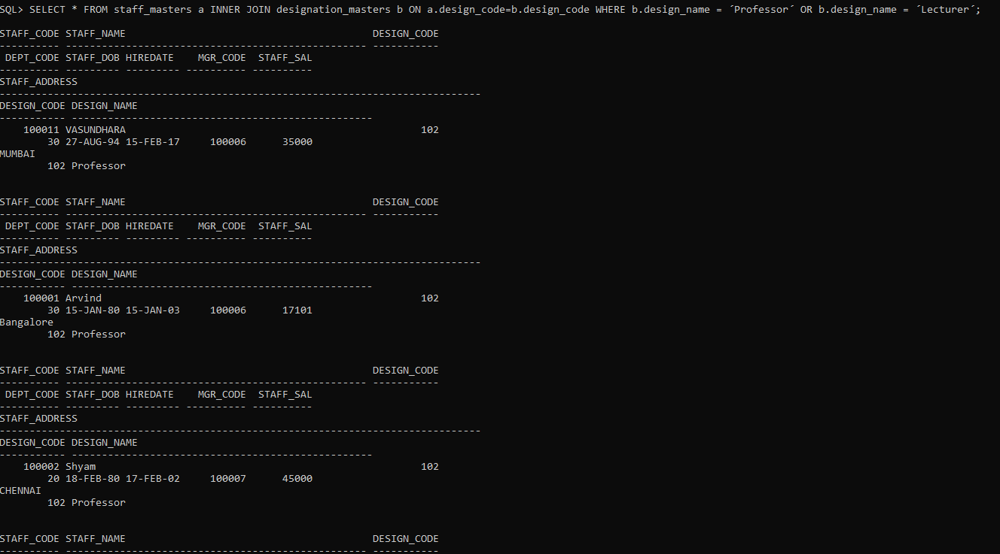 SQL> SELECT * FROM staff_masters a INNER JOIN designation_masters b ON a.design_code=b.design_code WHERE b.design_name = ´Professor´ OR b.design_name = ´Lecturer´;
STAFF_CODE STAFF_NAME                                         DESIGN_CODE
---------- -------------------------------------------------- -----------
 DEPT_CODE STAFF_DOB HIREDATE    MGR_CODE  STAFF_SAL
---------- --------- --------- ---------- ----------
STAFF_ADDRESS
--------------------------------------------------------------------------------
DESIGN_CODE DESIGN_NAME
----------- --------------------------------------------------
    100011 VASUNDHARA                                                 102
        30 27-AUG-94 15-FEB-17     100006      35000
MUMBAI
        102 Professor
STAFF_CODE STAFF_NAME                                         DESIGN_CODE
---------- -------------------------------------------------- -----------
 DEPT_CODE STAFF_DOB HIREDATE    MGR_CODE  STAFF_SAL
---------- --------- --------- ---------- ----------
STAFF_ADDRESS
--------------------------------------------------------------------------------
DESIGN_CODE DESIGN_NAME
----------- --------------------------------------------------
    100001 Arvind                                                     102
        30 15-JAN-80 15-JAN-03     100006      17101
Bangalore
        102 Professor
STAFF_CODE STAFF_NAME                                         DESIGN_CODE
---------- -------------------------------------------------- -----------
 DEPT_CODE STAFF_DOB HIREDATE    MGR_CODE  STAFF_SAL
---------- --------- --------- ---------- ----------
STAFF_ADDRESS
--------------------------------------------------------------------------------
DESIGN_CODE DESIGN_NAME
----------- --------------------------------------------------
    100002 Shyam                                                      102
        20 18-FEB-80 17-FEB-02     100007      45000
CHENNAI
        102 Professor
STAFF_CODE STAFF_NAME                                         DESIGN_CODE
---------- -------------------------------------------------- -----------